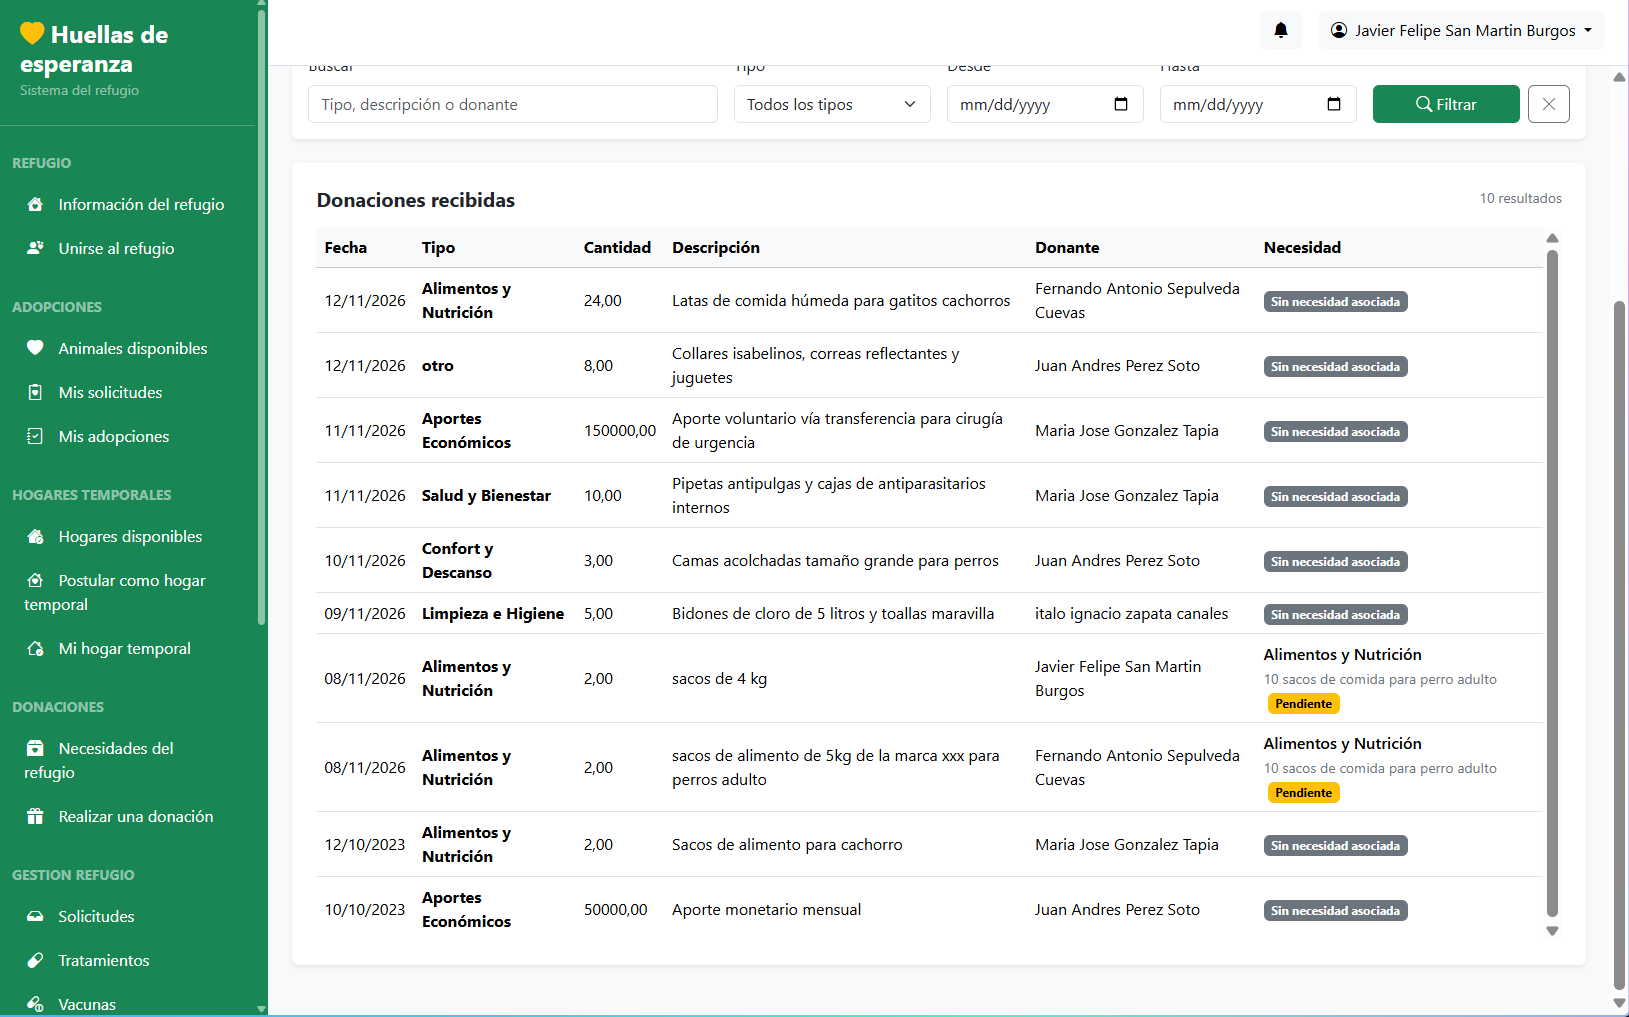 Huellas de
esperanza
Sistema del refugio
REFUGIO
Información del refugio
Unirse al refugio
ADOPCIONES
Animales disponibles
Mis solicitudes
Mis adopciones
HOGARES TEMPORALES
Hogares disponibles
Postular como hogar
temporal
Mi hogar temporal
DONACIONES
Necesidades del
refugio
Realizar una donación
GESTION REFUGIO
Solicitudes
Tratamientos
Vacunas
Javier Felipe San Martin Burgos
Buscar Tipo Desde Hasta
Tipo, descripción o donante Todos los tipos mm/dd/yyyy mm/dd/yyyy Filtrar
Donaciones recibidas 10 resultados
Fecha Tipo Cantidad Descripción Donante Necesidad
12/11/2026 Alimentos y Nutrición 24,00 Latas de comida húmeda para gatitos cachorros Fernando Antonio Sepulveda Cuevas Sin necesidad asociada
12/11/2026 otro 8,00 Collares isabelinos, correas reflectantes y juguetes Juan Andres Perez Soto Sin necesidad asociada
11/11/2026 Aportes Económicos 150000,00 Aporte voluntario vía transferencia para cirugía de urgencia Maria Jose Gonzalez Tapia Sin necesidad asociada
11/11/2026 Salud y Bienestar 10,00 Pipetas antipulgas y cajas de antiparasitarios internos Maria Jose Gonzalez Tapia Sin necesidad asociada
10/11/2026 Confort y Descanso 3,00 Camas acolchadas tamaño grande para perros Juan Andres Perez Soto Sin necesidad asociada
09/11/2026 Limpieza e Higiene 5,00 Bidones de cloro de 5 litros y toallas maravilla italo ignacio zapata canales Sin necesidad asociada
08/11/2026 Alimentos y Nutrición 2,00 sacos de 4 kg Javier Felipe San Martin Burgos Alimentos y Nutrición 10 sacos de comida para perro adulto Pendiente
08/11/2026 Alimentos y Nutrición 2,00 sacos de alimento de 5kg de la marca xxx para perros adulto Fernando Antonio Sepulveda Cuevas Alimentos y Nutrición 10 sacos de comida para perro adulto Pendiente
12/10/2023 Alimentos y Nutrición 2,00 Sacos de alimento para cachorro Maria Jose Gonzalez Tapia Sin necesidad asociada
10/10/2023 Aportes Económicos 50000,00 Aporte monetario mensual Juan Andres Perez Soto Sin necesidad asociada